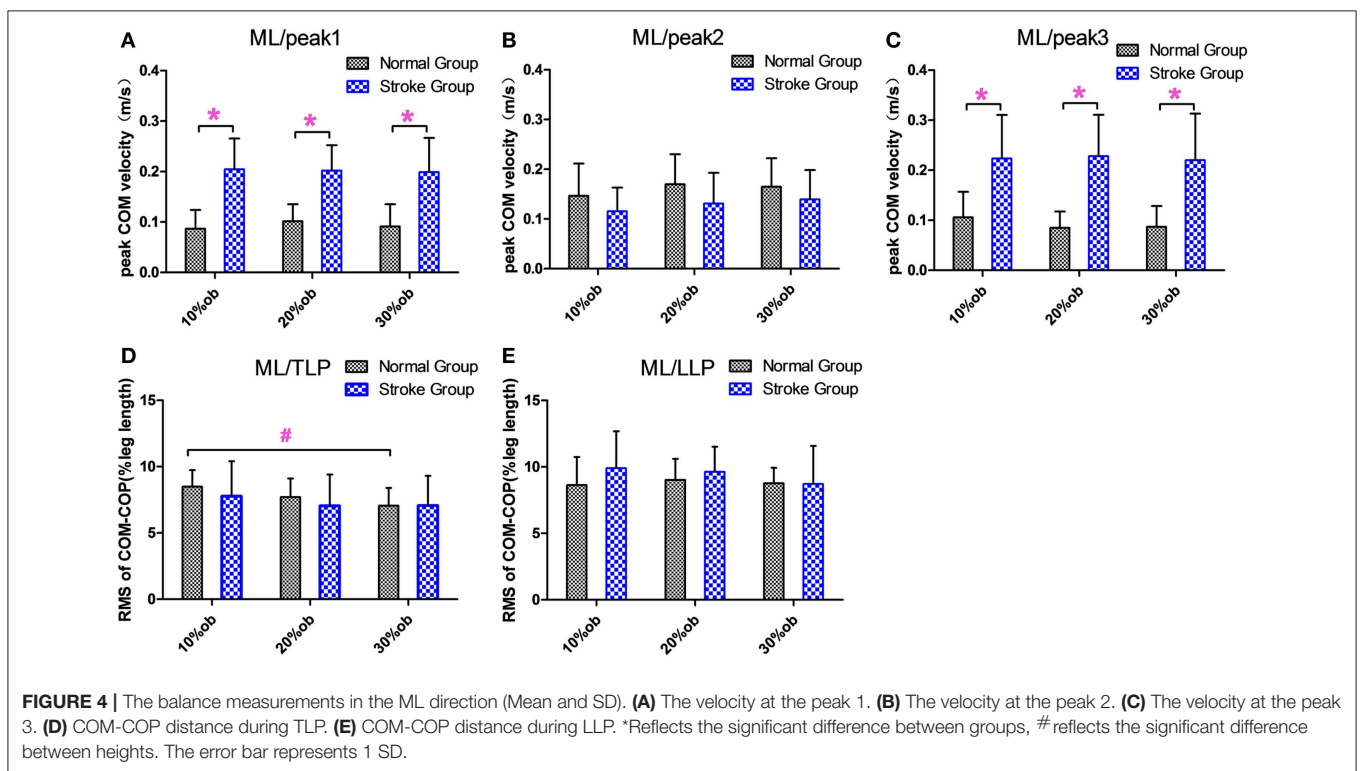 A
ML/peak1
Normal Group
Stroke Group
peak COM velocity (m/s)
0.4
0.3
0.2
0.1
0.0
*
*
*
10%ob
20%ob
30%ob
B
ML/peak2
Normal Group
Stroke Group
peak COM velocity (m/s)
0.4
0.3
0.2
0.1
0.0
10%ob
20%ob
30%ob
C
ML/peak3
Normal Group
Stroke Group
peak COM velocity (m/s)
0.4
0.3
0.2
0.1
0.0
*
*
*
10%ob
20%ob
30%ob
D
ML/TLP
Normal Group
Stroke Group
RMS of COM-COP(%leg length)
15
10
5
0
#
10%ob
20%ob
30%ob
E
ML/LLP
Normal Group
Stroke Group
RMS of COM-COP(%leg length)
15
10
5
0
10%ob
20%ob
30%ob
FIGURE 4 | The balance measurements in the ML direction (Mean and SD). (A) The velocity at the peak 1. (B) The velocity at the peak 2. (C) The velocity at the peak
3. (D) COM-COP distance during TLP. (E) COM-COP distance during LLP. *Reflects the significant difference between groups, #reflects the significant difference
between heights. The error bar represents 1 SD.